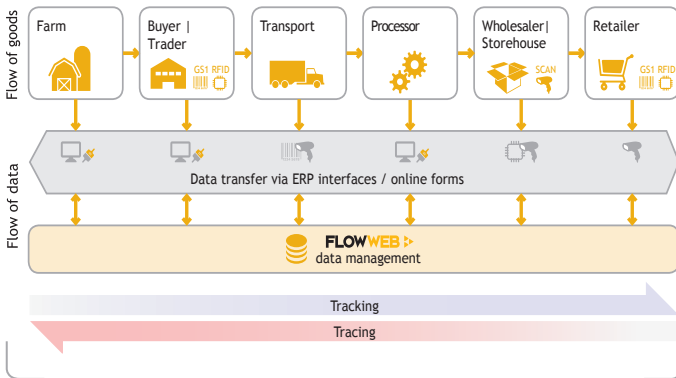 Flow of goods
Farm
Buyer |
Trader
GS1 RFID
Transport
Processor
Wholesaler|
Storehouse
SCAN
Retailer
GS1 RFID
Flow of data
Data transfer via ERP interfaces / online forms
FLOWWEB
data management
Tracking
Tracing